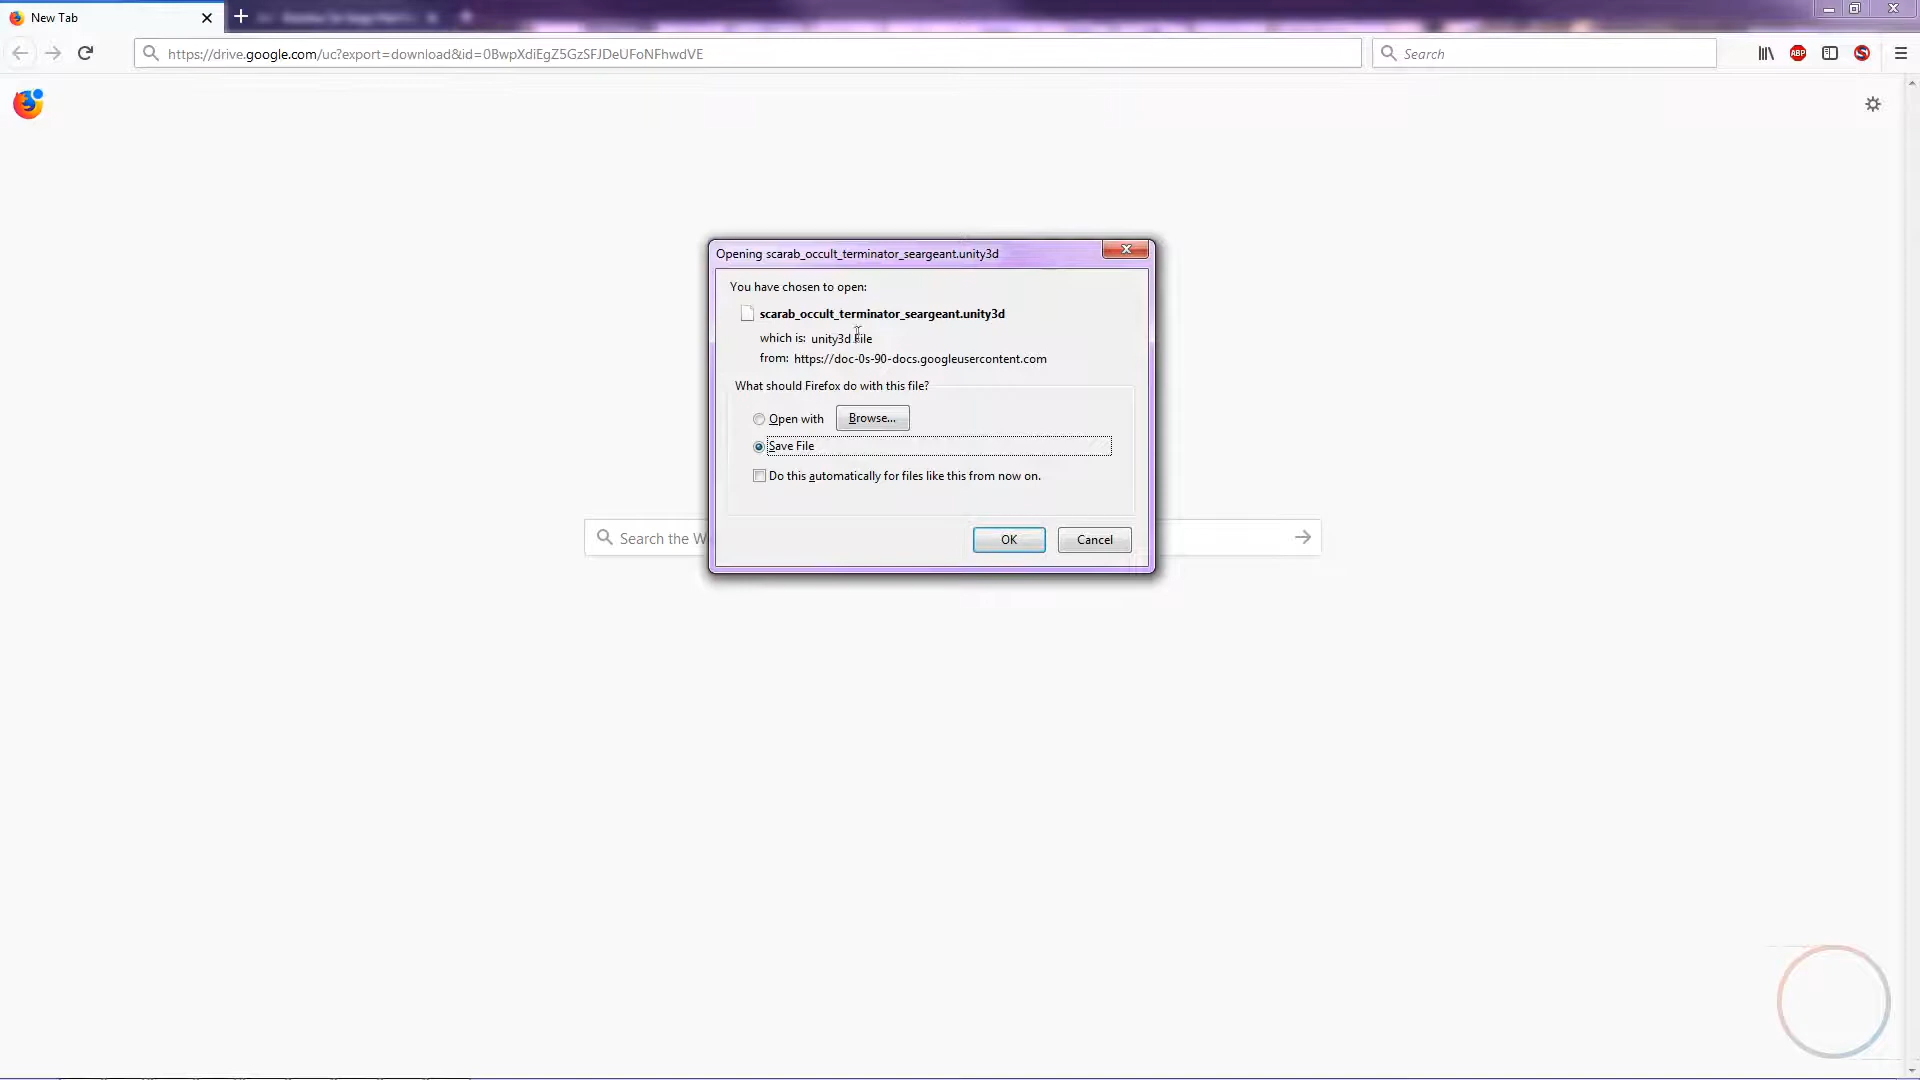 New Tab
https://drive.google.com/uc?export=download&id=0BwpXdiEgZ5GzSFJDeUFoNFhwdVE
Search
ABP
Opening scarab_occult_terminator_seargeant.unity3d
You have chosen to open:
scarab_occult_terminator_seargeant.unity3d
which is: unity3d File
from: https://doc-0s-90-docs.googleusercontent.com
What should Firefox do with this file?
Open with Browse...
Save File
Do this automatically for files like this from now on.
Search the W
OK Cancel